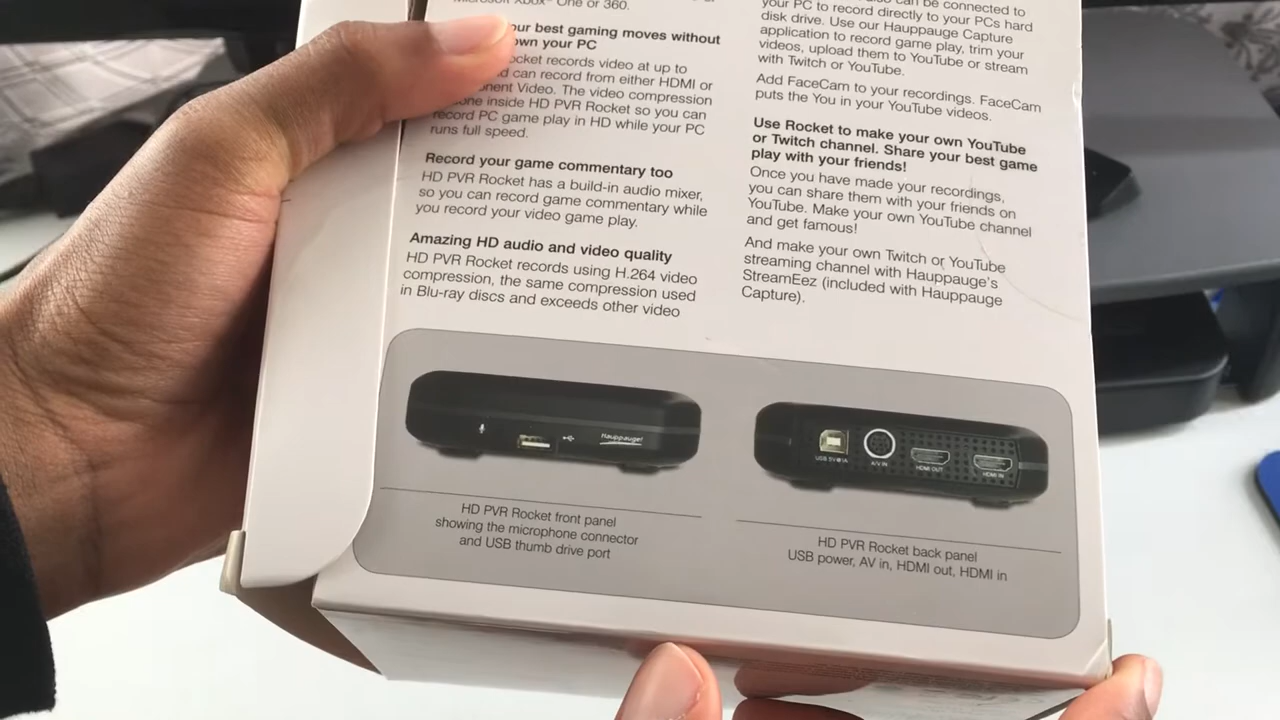 Microsoft Xbox One or 360.
your best gaming moves without
own your PC
ocket records video at up to
d can record from either HDMI or
nent Video. The video compression
one inside HD PVR Rocket so you can
record PC game play in HD while your PC
runs full speed.
Record your game commentary too
HD PVR Rocket has a build-in audio mixer,
so you can record game commentary while
you record your video game play.
Amazing HD audio and video quality
HD PVR Rocket records using H.264 video
compression, the same compression used
in Blu-ray discs and exceeds other video
can be connected to
your PC to record directly to your PCs hard
disk drive. Use our Hauppauge Capture
application to record game play, trim your
videos, upload them to YouTube or stream
with Twitch or YouTube.
Add FaceCam to your recordings. FaceCam
puts the You in your YouTube videos.
Use Rocket to make your own YouTube
or Twitch channel. Share your best game
play with your friends!
Once you have made your recordings,
you can share them with your friends on
YouTube. Make your own YouTube channel
and get famous!
And make your own Twitch or YouTube
streaming channel with Hauppauge's
StreamEez (included with Hauppauge
Capture).
Hauppauge!
HD PVR Rocket front panel
showing the microphone connector
and USB thumb drive port
USB 5V 1A
A/V IN
HDMI OUT
HDMI IN
HD PVR Rocket back panel
USB power, AV in, HDMI out, HDMI in